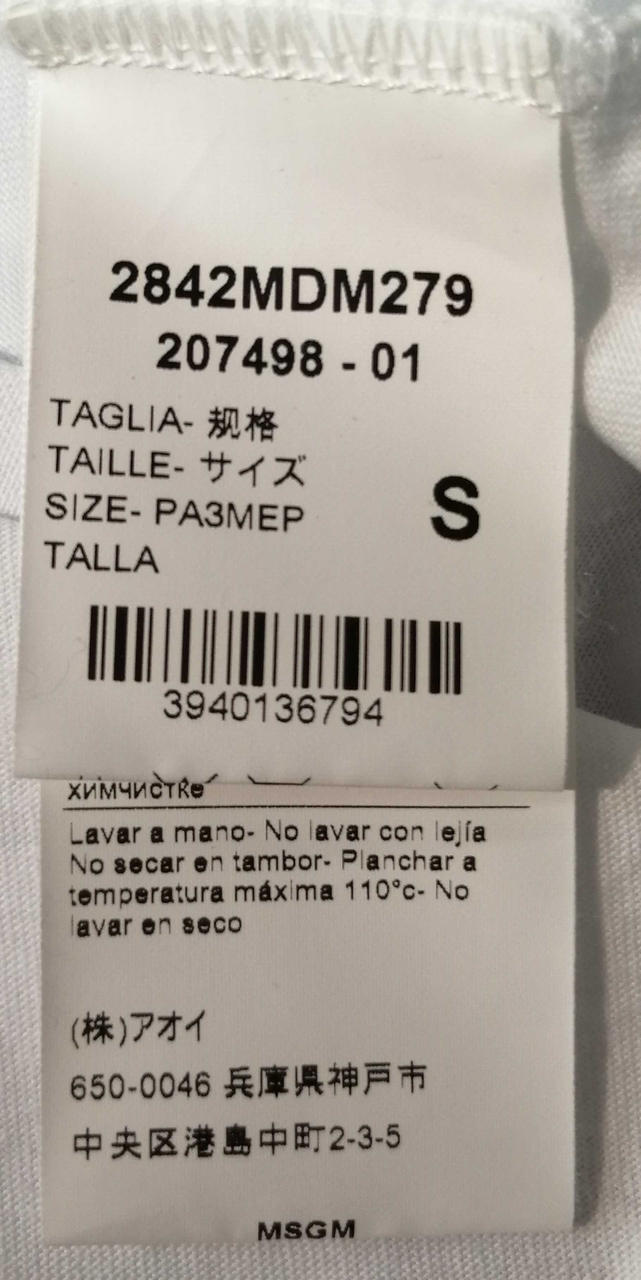 2842MDM279
207498 - 01
TAGLIA- 规格
TAILLE- サイズ
SIZE- РАЗМЕР
TALLA
S
3940136794
химчистке
Lavar a mano- No lavar con lejía
No secar en tambor- Planchar a
temperatura máxima 110°c- No
lavar en seco
(株)アオイ
650-0046 兵庫県神戸市
中央区港島中町2-3-5
MSGM